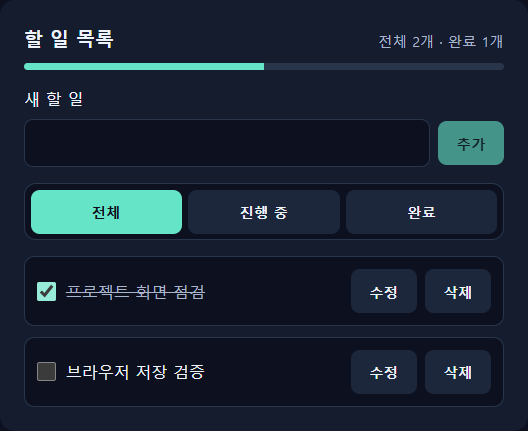 할 일 목록
전체 2개 · 완료 1개
새 할 일
추가
전체
진행 중
완료
프로젝트 화면 점검
수정
삭제
브라우저 저장 검증
수정
삭제